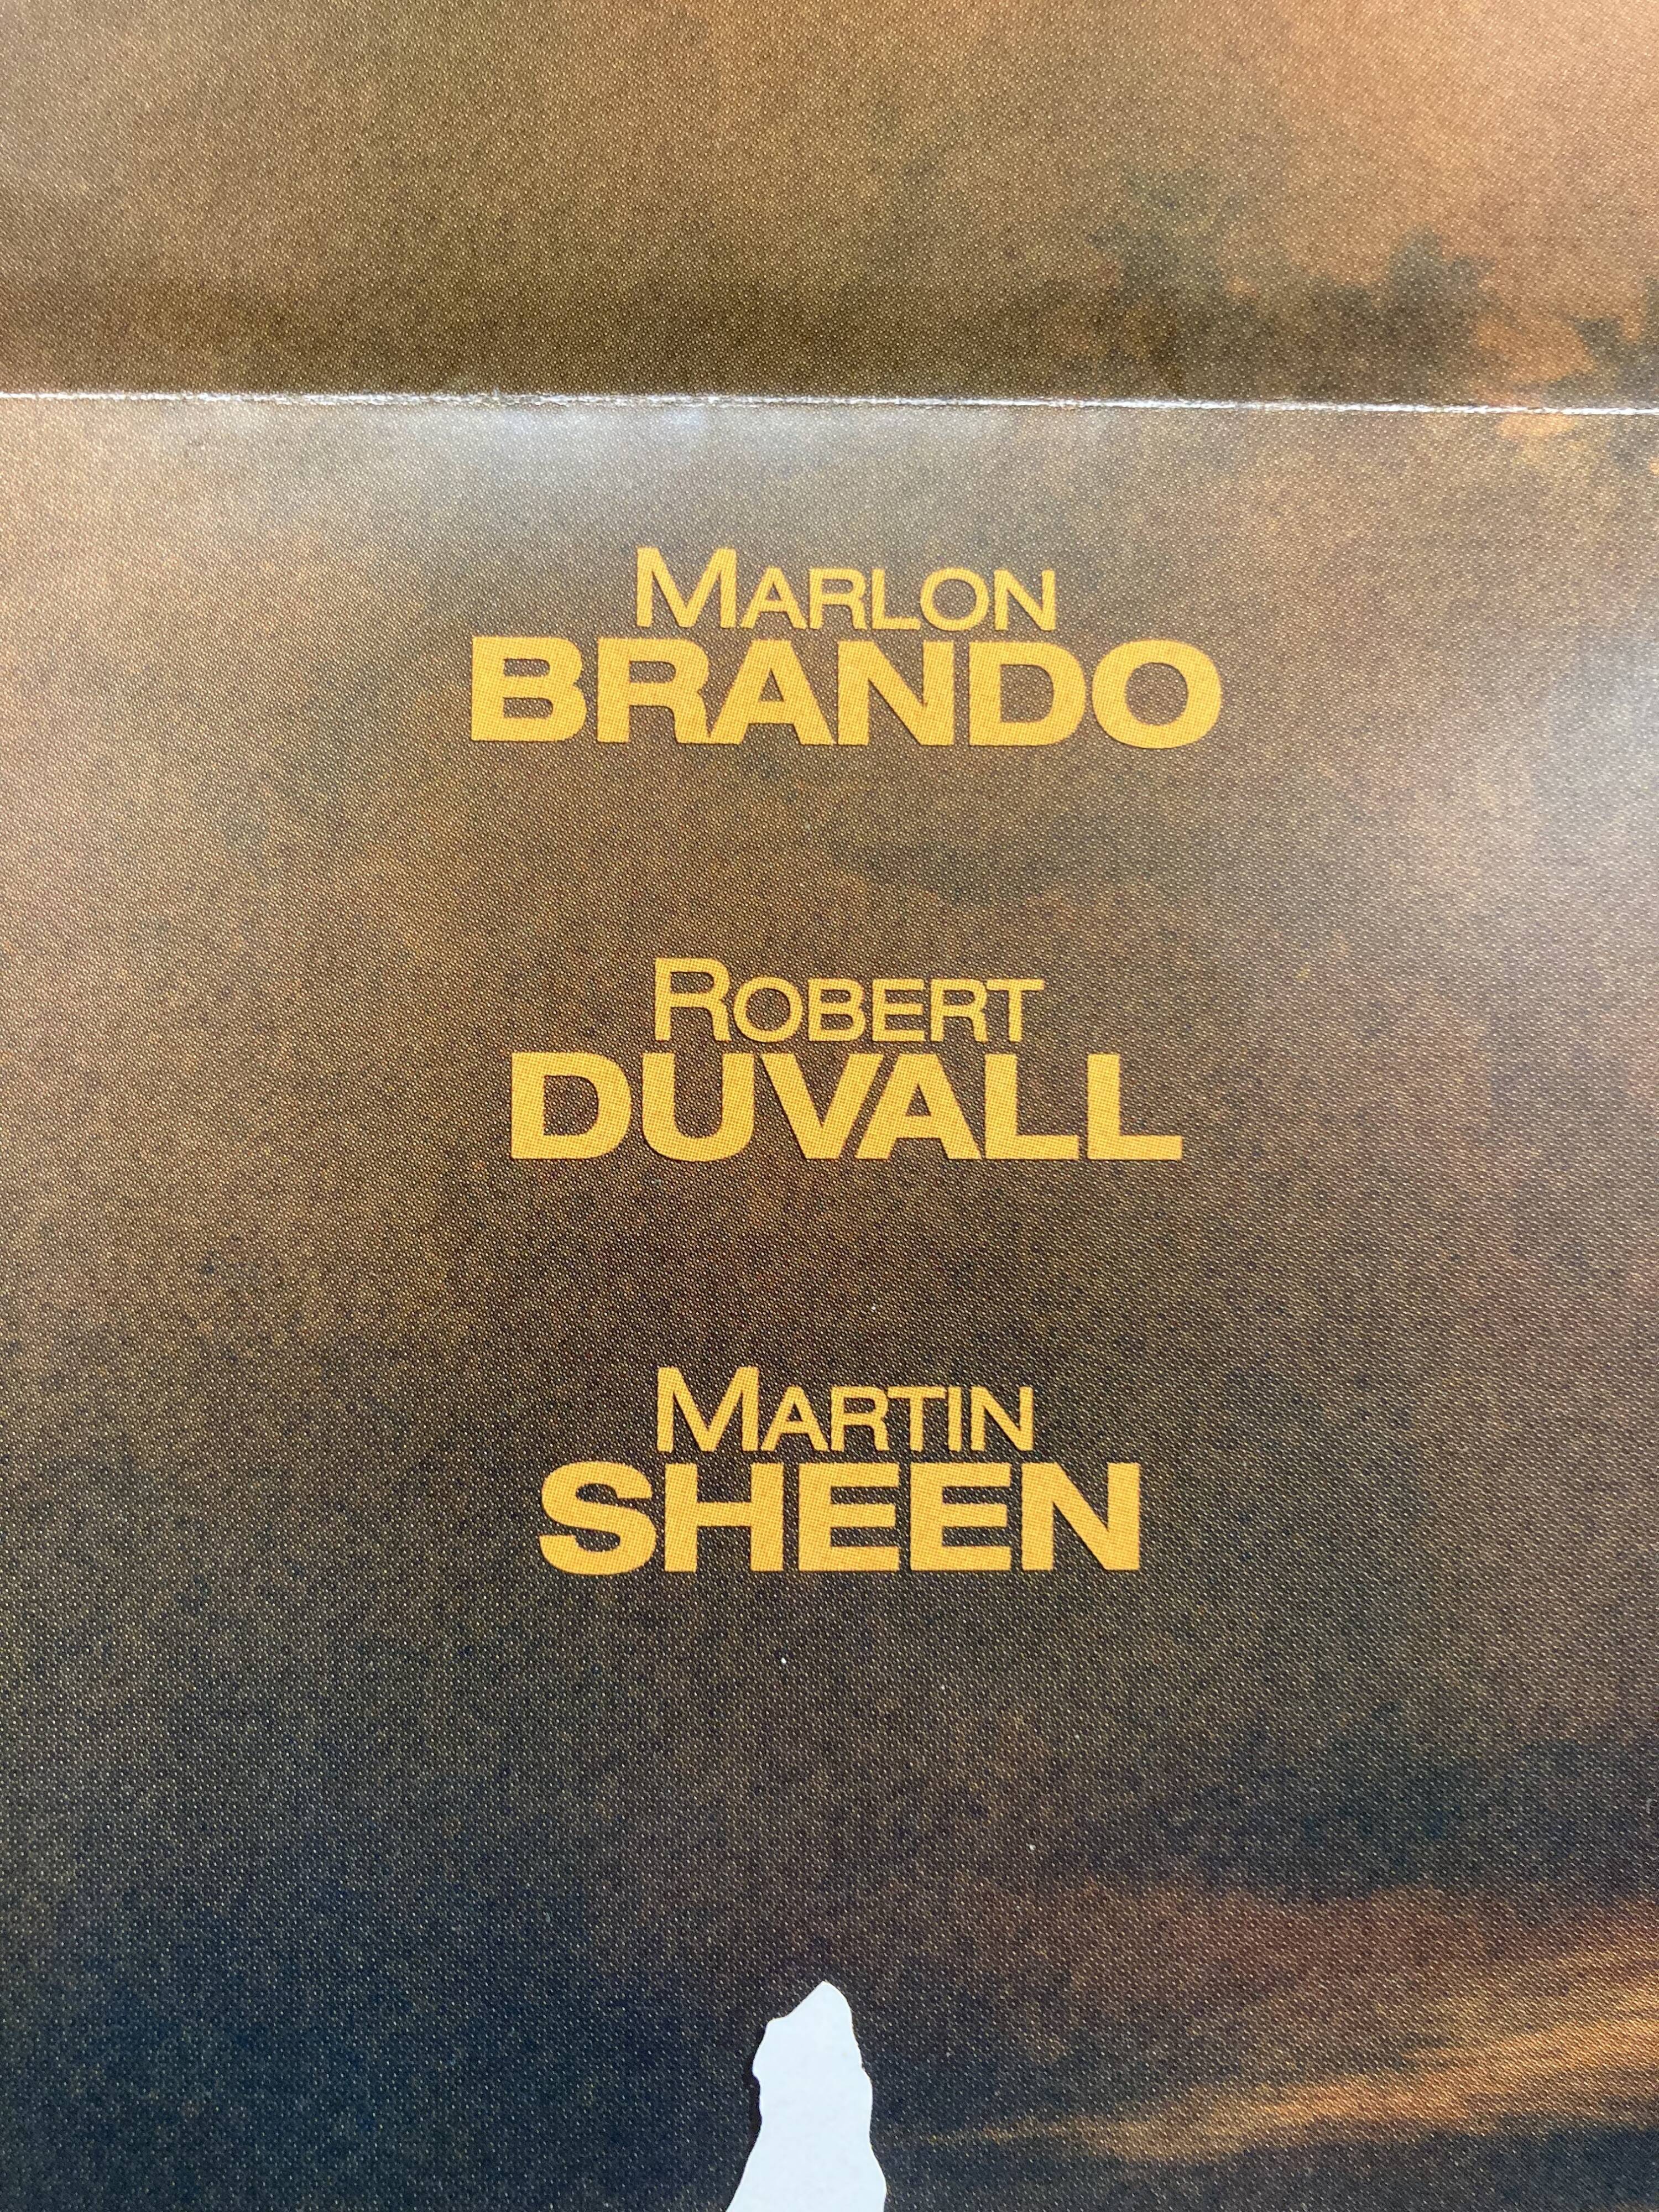 MARLON
BRANDO
ROBERT
DUVALL
MARTIN
SHEEN